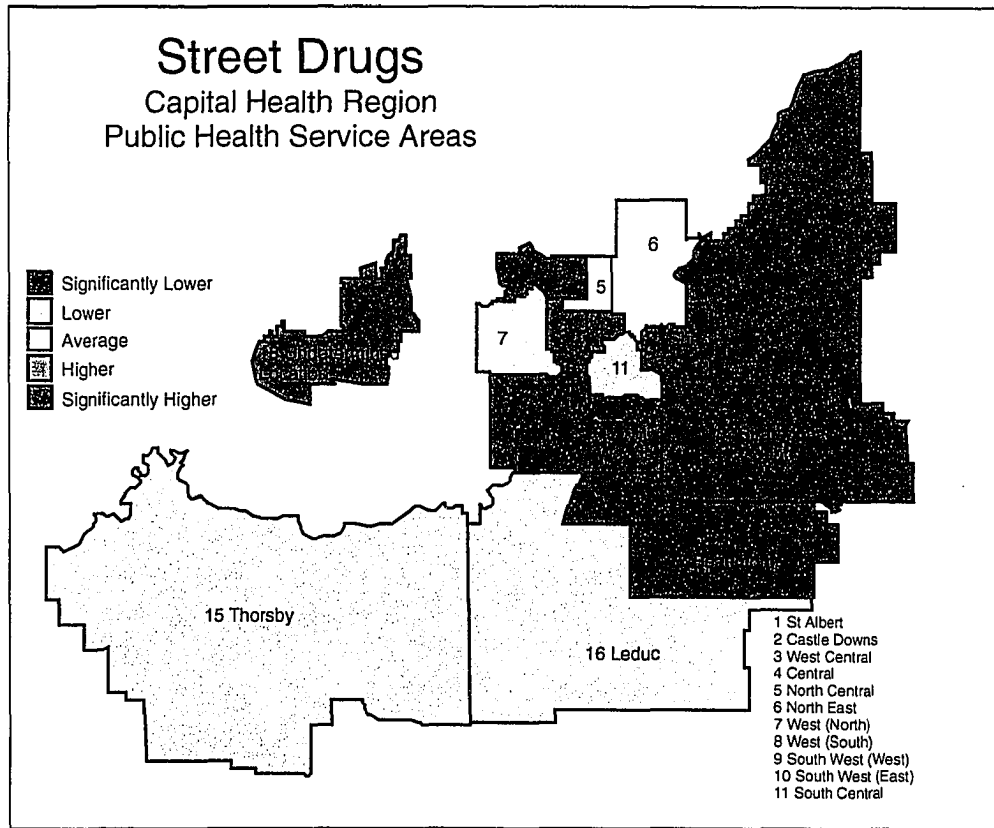 Street Drugs
Capital Health Region
Public Health Service Areas
Significantly Lower
Lower
Average
Higher
Significantly Higher
6
5
7
11
15 Thorsby
16 Leduc
1 St Albert
2 Castle Downs
3 West Central
4 Central
5 North Central
6 North East
7 West (North)
8 West (South)
9 South West (West)
10 South West (East)
11 South Central